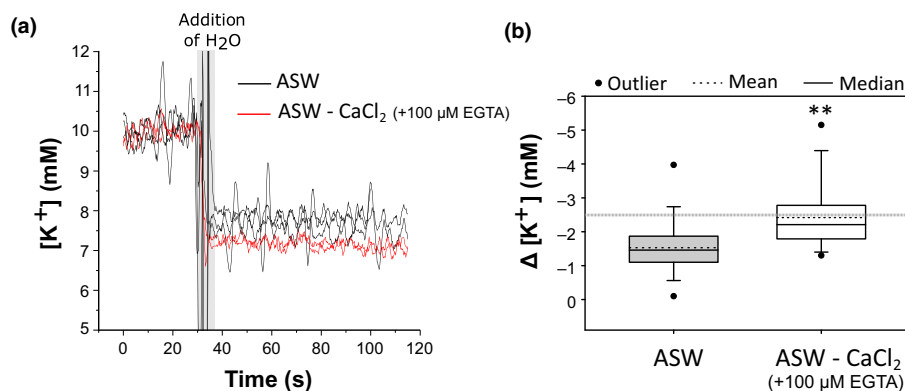 (a)
Addition
of H2O
ASW
ASW - CaCl₂ (+100 µM EGTA)
[K⁺] (mM)
12
11
10
9
8
7
6
5
0
20
40
60
80
100
120
Time (s)
(b)
Outlier
Mean
Median
Δ [K⁺] (mM)
−6
−5
−4
−3
−2
−1
0
**
ASW
ASW - CaCl₂
(+100 µM EGTA)